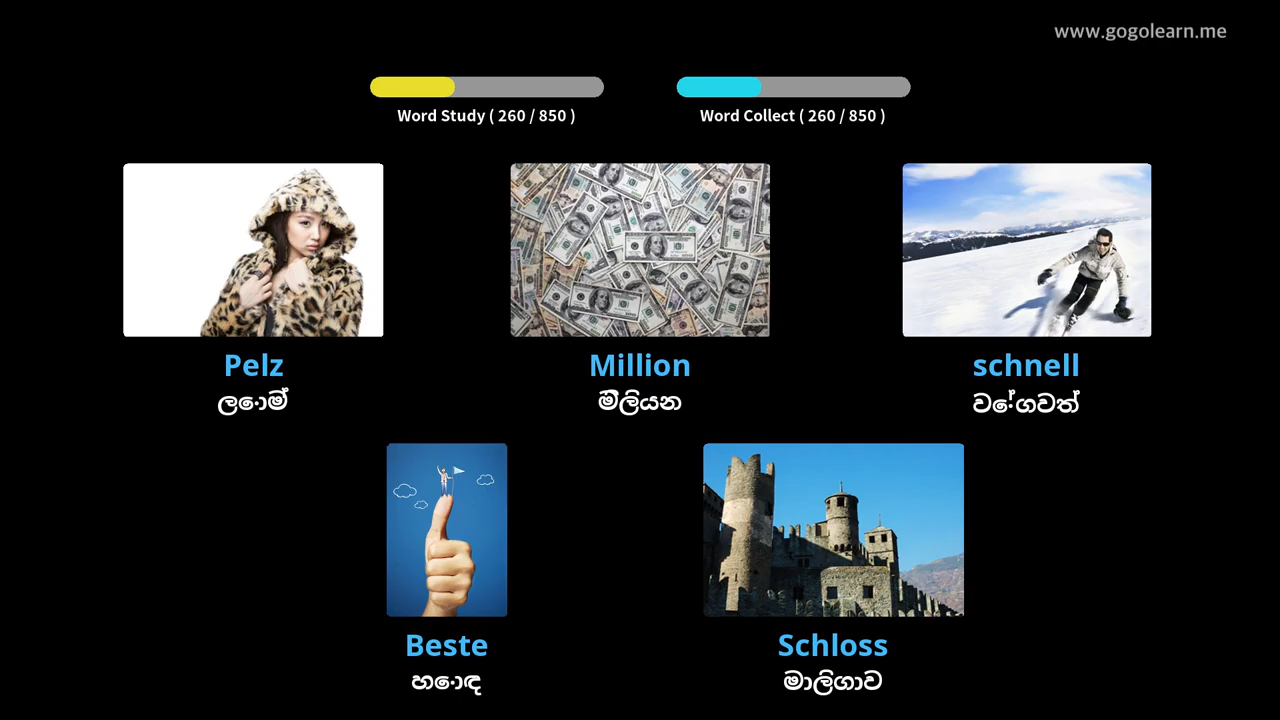 www.gogolearn.me
Word Study ( 260 / 850 )
Word Collect ( 260 / 850 )
Pelz
ලොම්
Million
මිලියන
schnell
වේගවත්
Beste
හොඳ
Schloss
මාලිගාව